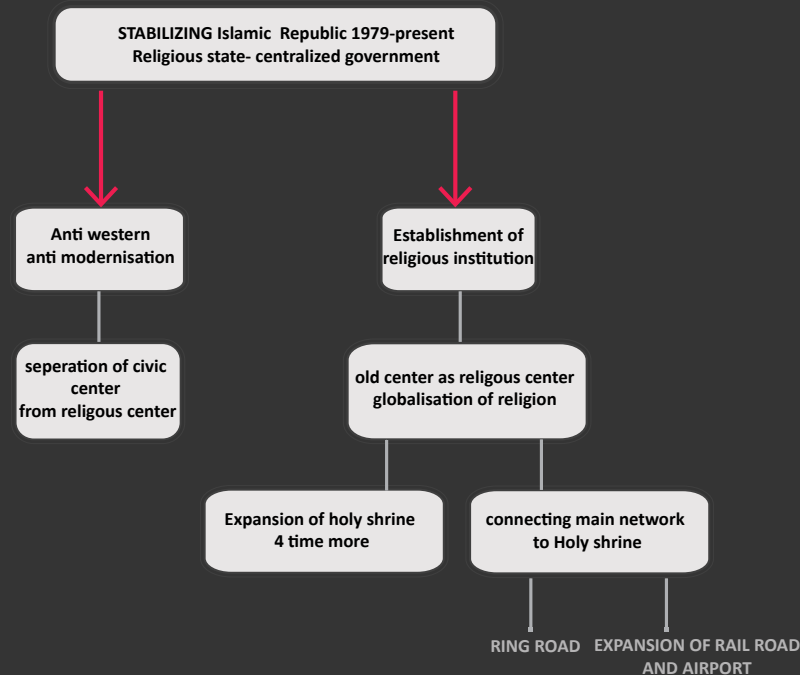 STABILIZING Islamic Republic 1979-present
Religious state- centralized government
Anti western
anti modernisation
Establishment of
religious institution
seperation of civic
center
from religous center
old center as religous center
globalisation of religion
Expansion of holy shrine
4 time more
connecting main network
to Holy shrine
RING ROAD
EXPANSION OF RAIL ROAD
AND AIRPORT